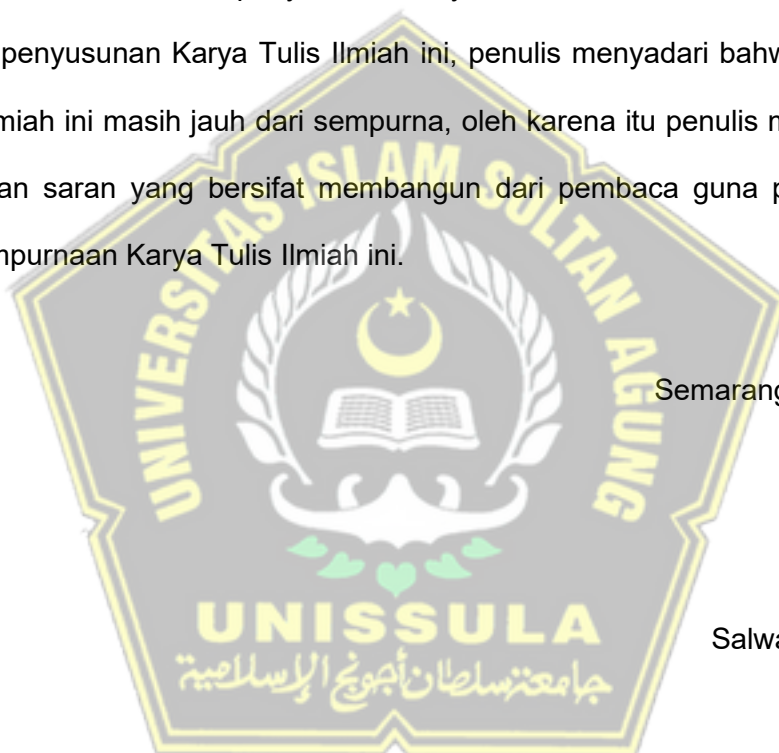 penyusunan Karya Tulis Ilmiah ini, penulis menyadari
miah ini masih jauh dari sempurna, oleh karena itu penulis
an saran yang bersifat membangun dari pembaca guna
mpurnaan Karya Tulis Ilmiah ini.
UNIVERSITAS ISLAM SULTAN AGUNG
Semarang
Salwa
UNISSULA
جامعة سلطان أجونج الإسلامية